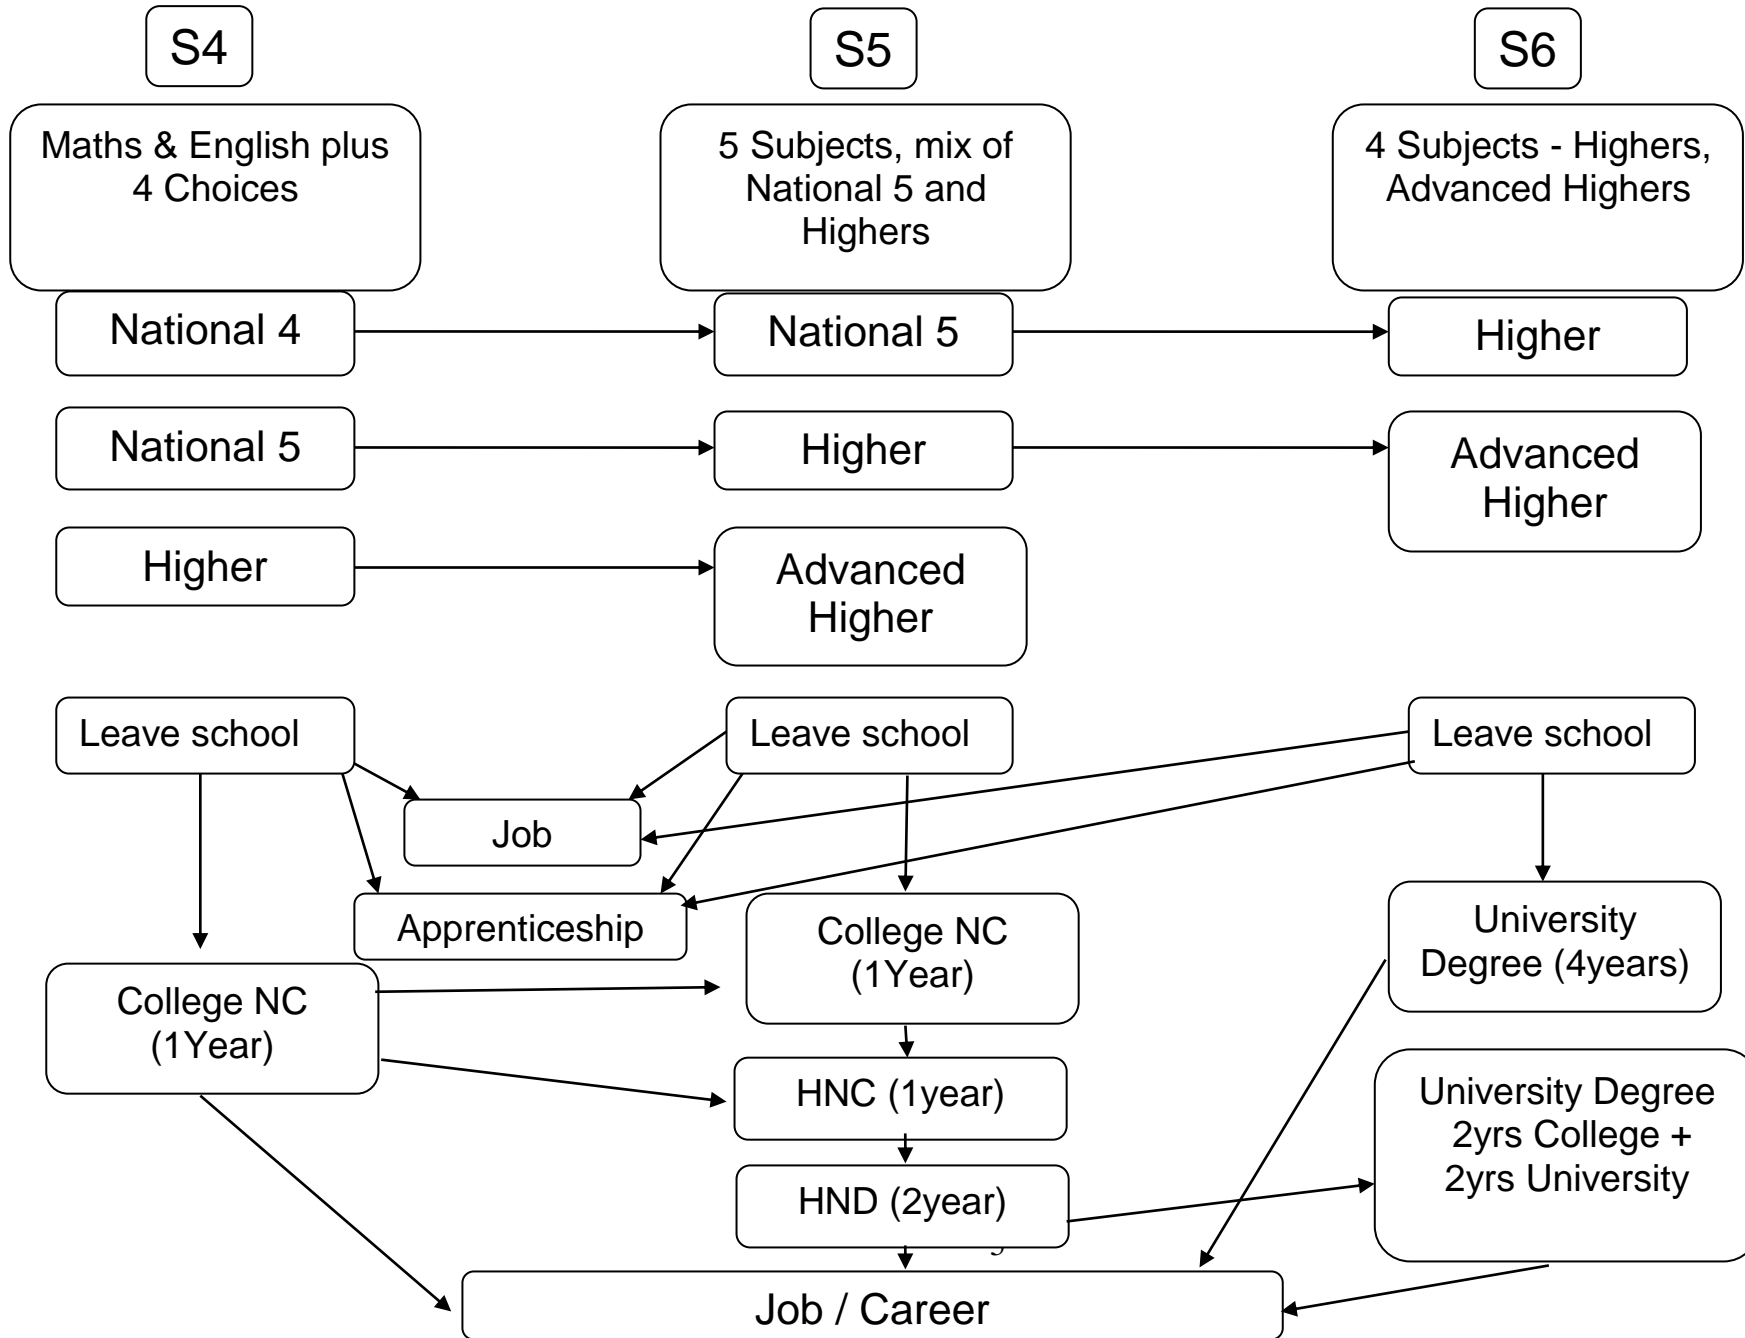 S4
S5
S6
Maths & English plus
4 Choices
5 Subjects, mix of
National 5 and
Highers
4 Subjects - Highers,
Advanced Highers
National 4
National 5
Higher
National 5
Higher
Advanced
Higher
Higher
Advanced
Higher
Leave school
Leave school
Leave school
Job
Apprenticeship
College NC
(1Year)
University
Degree (4years)
College NC
(1Year)
HNC (1year)
University Degree
2yrs College +
2yrs University
HND (2year)
Job / Career